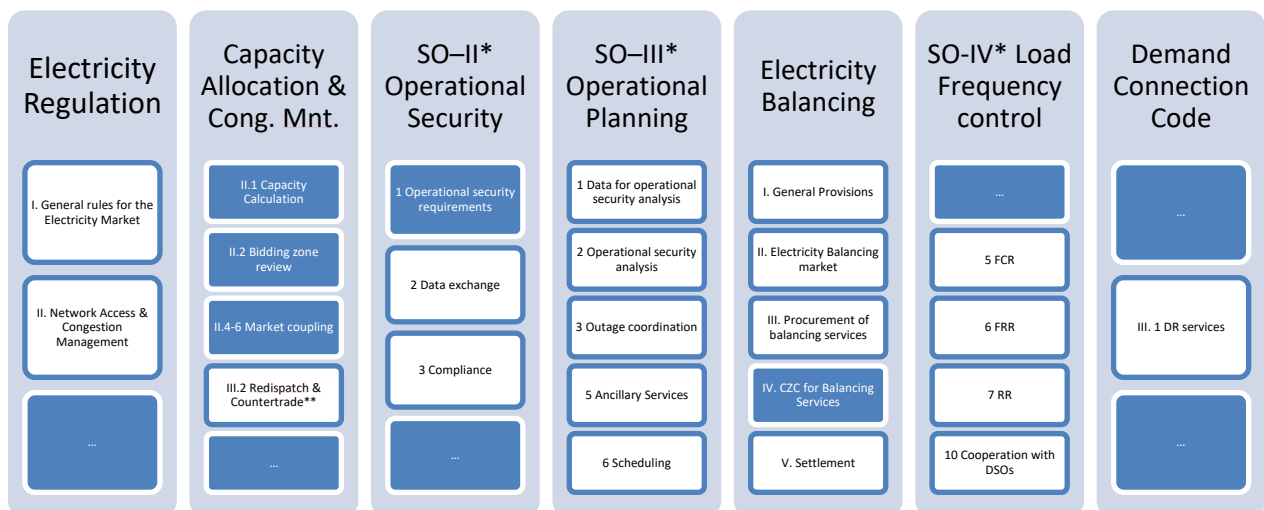 Electricity
Regulation
I. General rules for the
Electricity Market
II. Network Access &
Congestion
Management
...
Capacity
Allocation &
Cong. Mnt.
II.1 Capacity
Calculation
II.2 Bidding zone
review
II.4-6 Market coupling
III.2 Redispatch &
Countertrade**
...
SO–II*
Operational
Security
1 Operational security
requirements
2 Data exchange
3 Compliance
...
SO–III*
Operational
Planning
1 Data for operational
security analysis
2 Operational security
analysis
3 Outage coordination
5 Ancillary Services
6 Scheduling
Electricity
Balancing
I. General Provisions
II. Electricity Balancing
market
III. Procurement of
balancing services
IV. CZC for Balancing
Services
V. Settlement
SO-IV* Load
Frequency
control
...
5 FCR
6 FRR
7 RR
10 Cooperation with
DSOs
Demand
Connection
Code
...
III. 1 DR services
...